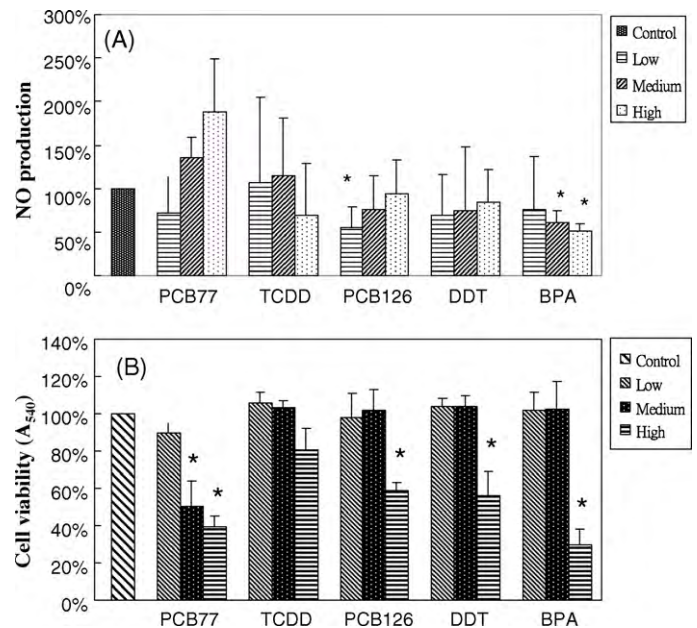 300%
250%
200%
150%
100%
50%
0%
NO production
(A)
*
*
*
PCB77 TCDD PCB126 DDT BPA
Control
Low
Medium
High
140%
120%
100%
80%
60%
40%
20%
0%
Cell viability (A540)
(B)
*
*
*
*
*
PCB77 TCDD PCB126 DDT BPA
Control
Low
Medium
High